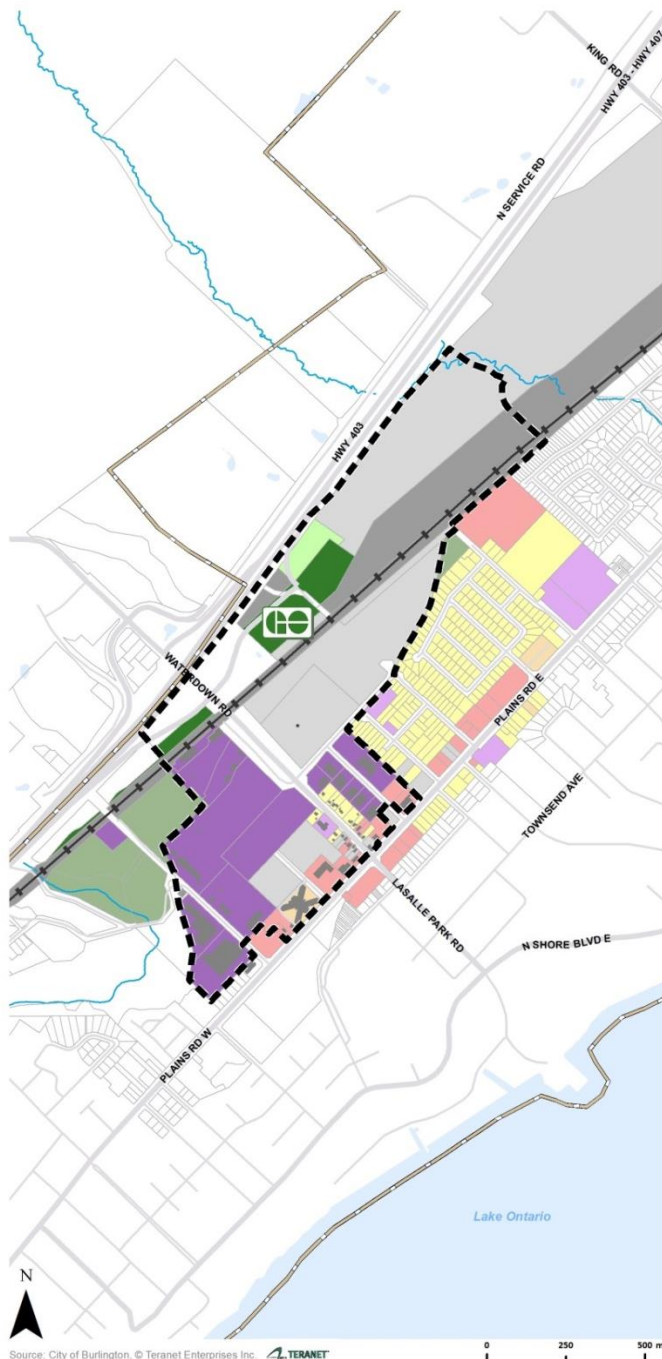 KING RD
HWY 403 - HWY 407
N SERVICE RD
HWY 403
GO
WATERDOWN RD
PLAINS RD E
TOWNSEND AVE
LASALLE PARK RD
N SHORE BLVD E
PLAINS RD W
Lake Ontario
N
Source: City of Burlington. © Teranet Enterprises Inc. TERANET
0 250 500 m